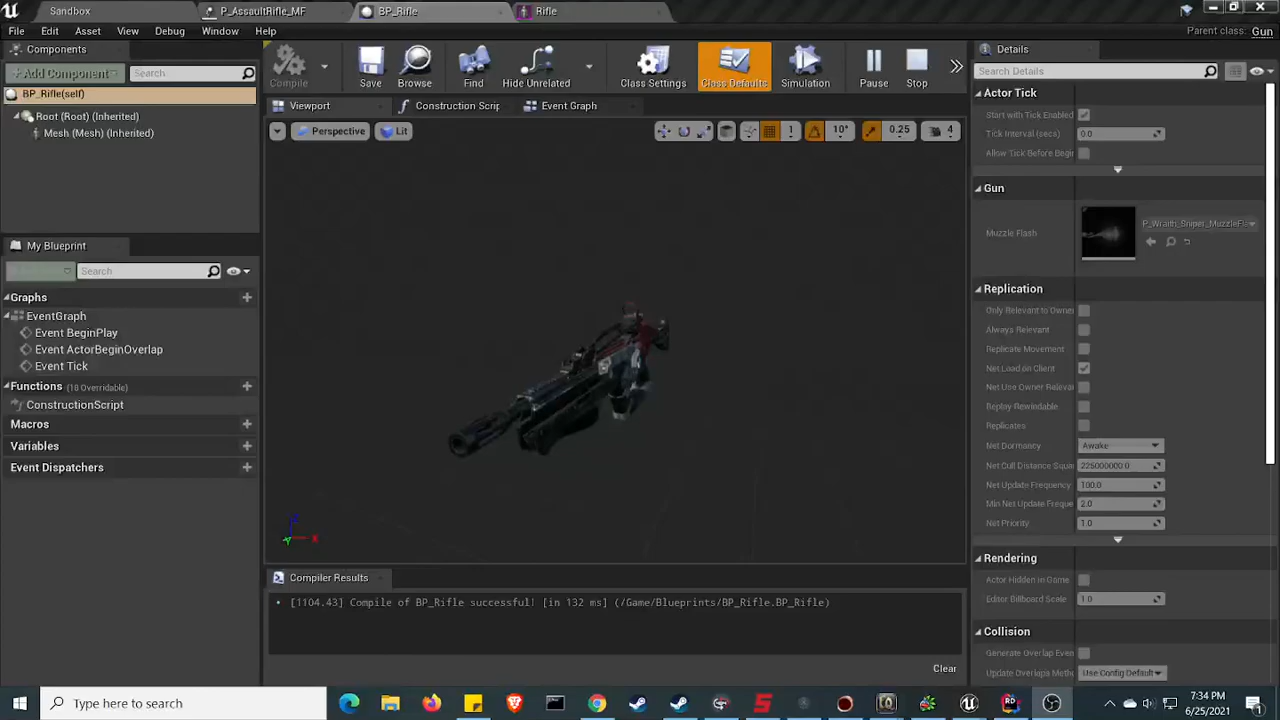 Sandbox
P_AssaultRifle_MF
BP_Rifle
Rifle
File Edit Asset View Debug Window Help
Parent class: Gun
Components
+ Add Component
Search
BP_Rifle(self)
Root (Root) (Inherited)
Mesh (Mesh) (Inherited)
My Blueprint
Search
Graphs
EventGraph
Event BeginPlay
Event ActorBeginOverlap
Event Tick
Functions (18 Overridable)
ConstructionScript
Macros
Variables
Event Dispatchers
Compile
Save
Browse
Find
Hide Unrelated
Class Settings
Class Defaults
Simulation
Pause
Stop
Viewport
Construction Scrip
Event Graph
Perspective
Lit
1
10°
0.25
4
Z
X
Y
Compiler Results
[1104.43] Compile of BP_Rifle successful! [in 132 ms] (/Game/Blueprints/BP_Rifle.BP_Rifle)
Clear
Details
Search Details
Actor Tick
Start with Tick Enabled
Tick Interval (secs) 0.0
Allow Tick Before Begin
Gun
Muzzle Flash
P_Wraith_Sniper_MuzzleFla
Replication
Only Relevant to Owner
Always Relevant
Replicate Movement
Net Load on Client
Net Use Owner Relevan
Replay Rewindable
Replicates
Net Dormancy Awake
Net Cull Distance Squar 225000000.0
Net Update Frequency 100.0
Min Net Update Freque 2.0
Net Priority 1.0
Rendering
Actor Hidden in Game
Editor Billboard Scale 1.0
Collision
Generate Overlap Even
Update Overlaps Metho Use Config Default
Type here to search
7:34 PM
6/25/2021